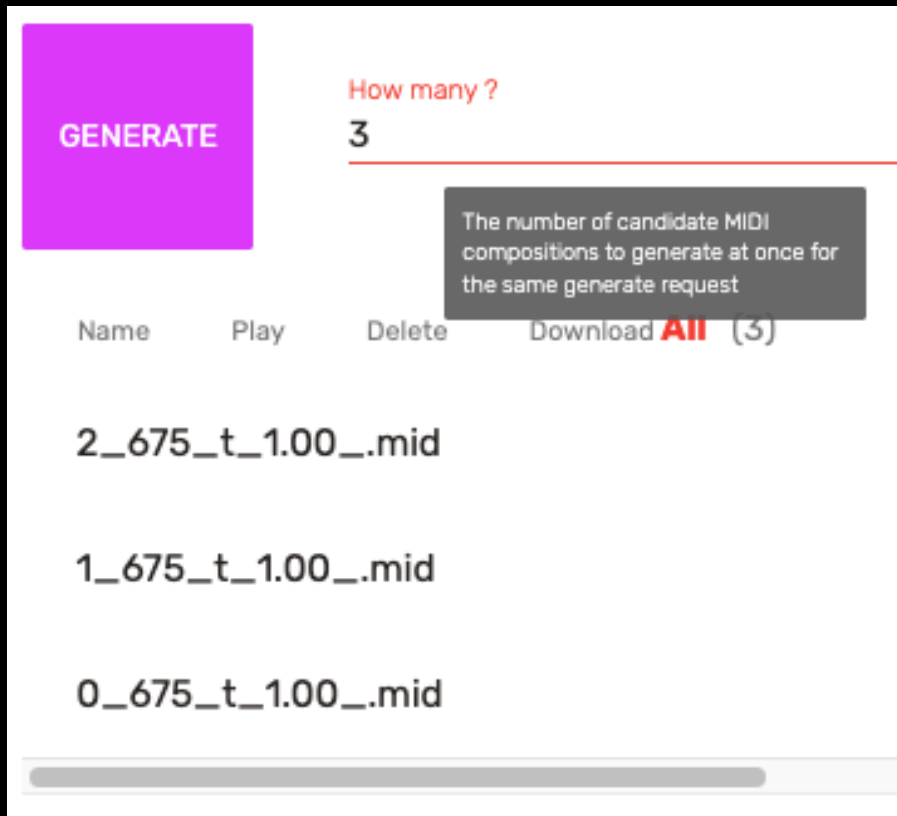 GENERATE
How many ?
3
The number of candidate MIDI
compositions to generate at once for
the same generate request
Name Play Delete Download All (3)
2_675_t_1.00_.mid
1_675_t_1.00_.mid
0_675_t_1.00_.mid